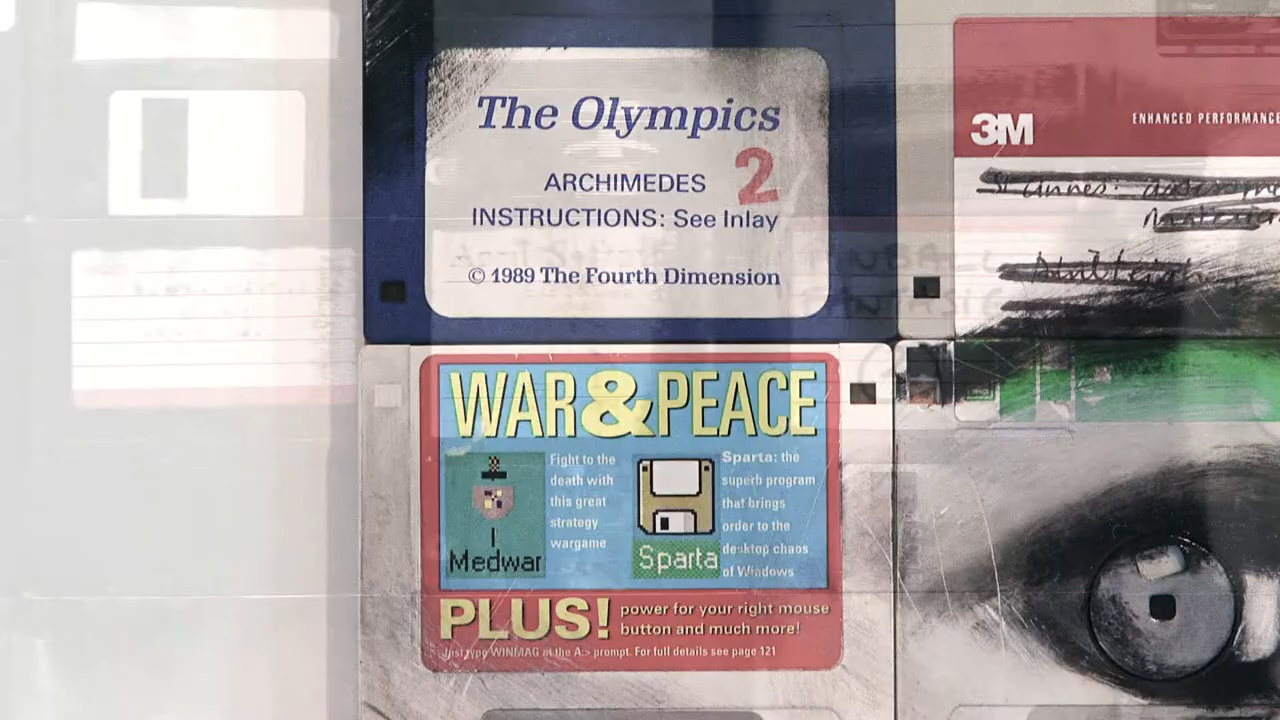 The Olympics
ARCHIMEDES 2
INSTRUCTIONS: See Inlay
© 1989 The Fourth Dimension
3M
ENHANCED PERFORMANCE
WAR&PEACE
Fight to the
death with
this great
strategy
wargame
Medwar
Sparta: the
superb program
that brings
order to the
desktop chaos
of Windows
Sparta
PLUS! power for your right mouse
button and much more!
Just type WINMAG at the A:> prompt. For full details see page 121